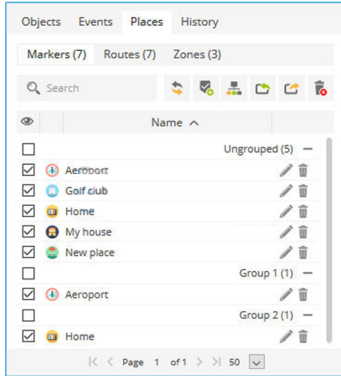 Objects Events Places History
Markers (7) Routes (7) Zones (3)
Search
Name
Ungrouped (5)
Aeroport
Golf club
Home
My house
New place
Group 1 (1)
Aeroport
Group 2 (1)
Home
Page 1 of 1 50